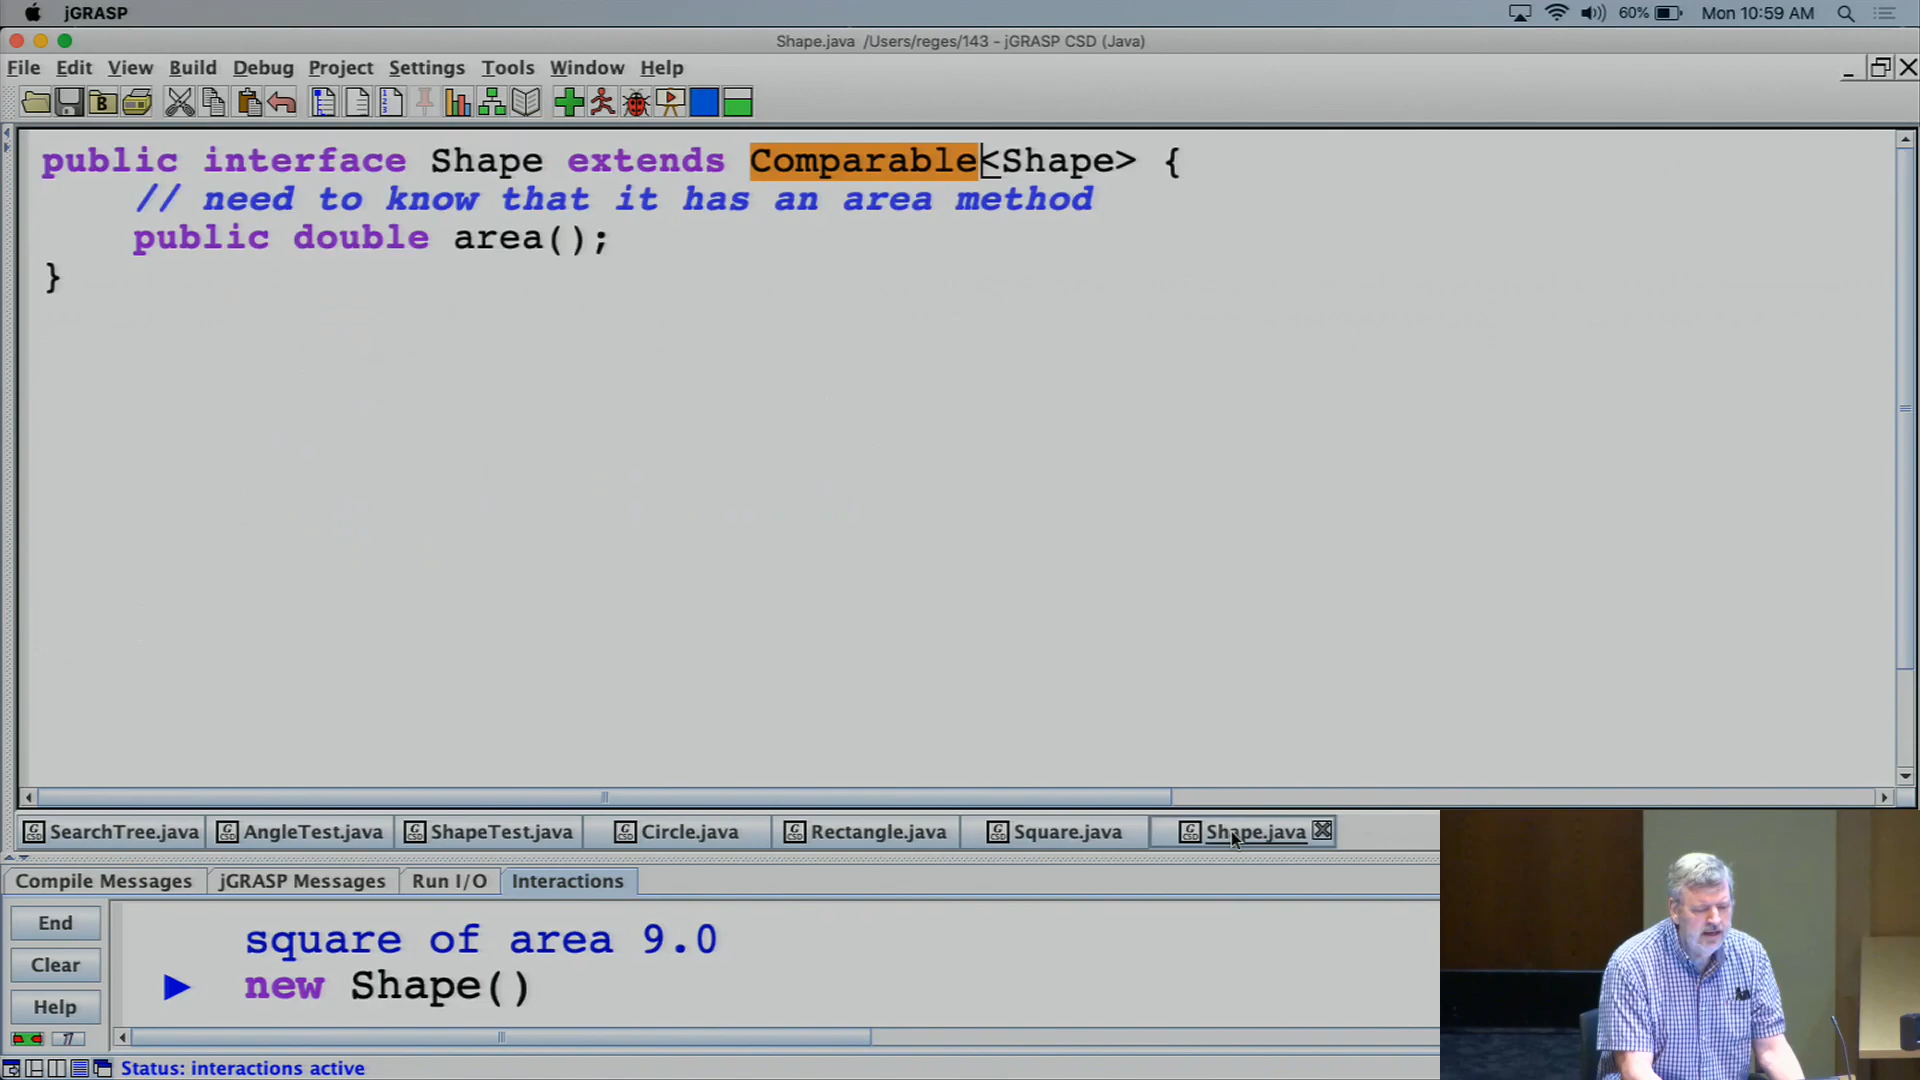 jGRASP
60%
Mon 10:59 AM
Shape.java /Users/reges/143 - jGRASP CSD (Java)
File Edit View Build Debug Project Settings Tools Window Help
public interface Shape extends Comparable<Shape> {
// need to know that it has an area method
public double area();
}
SearchTree.java AngleTest.java ShapeTest.java Circle.java Rectangle.java Square.java Shape.java
Compile Messages jGRASP Messages Run I/O Interactions
End
Clear
Help
square of area 9.0
new Shape()
17
Status: interactions active